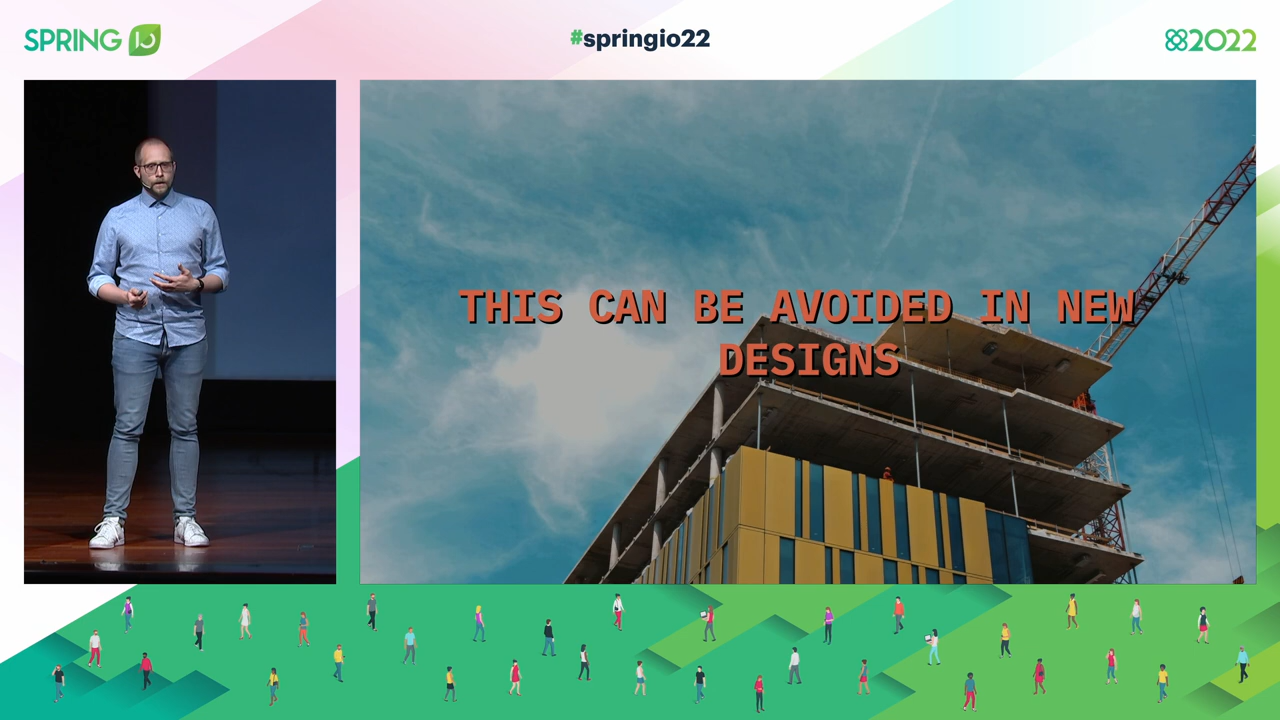 SPRING IO
#springio22
2022
THIS CAN BE AVOIDED IN NEW
DESIGNS